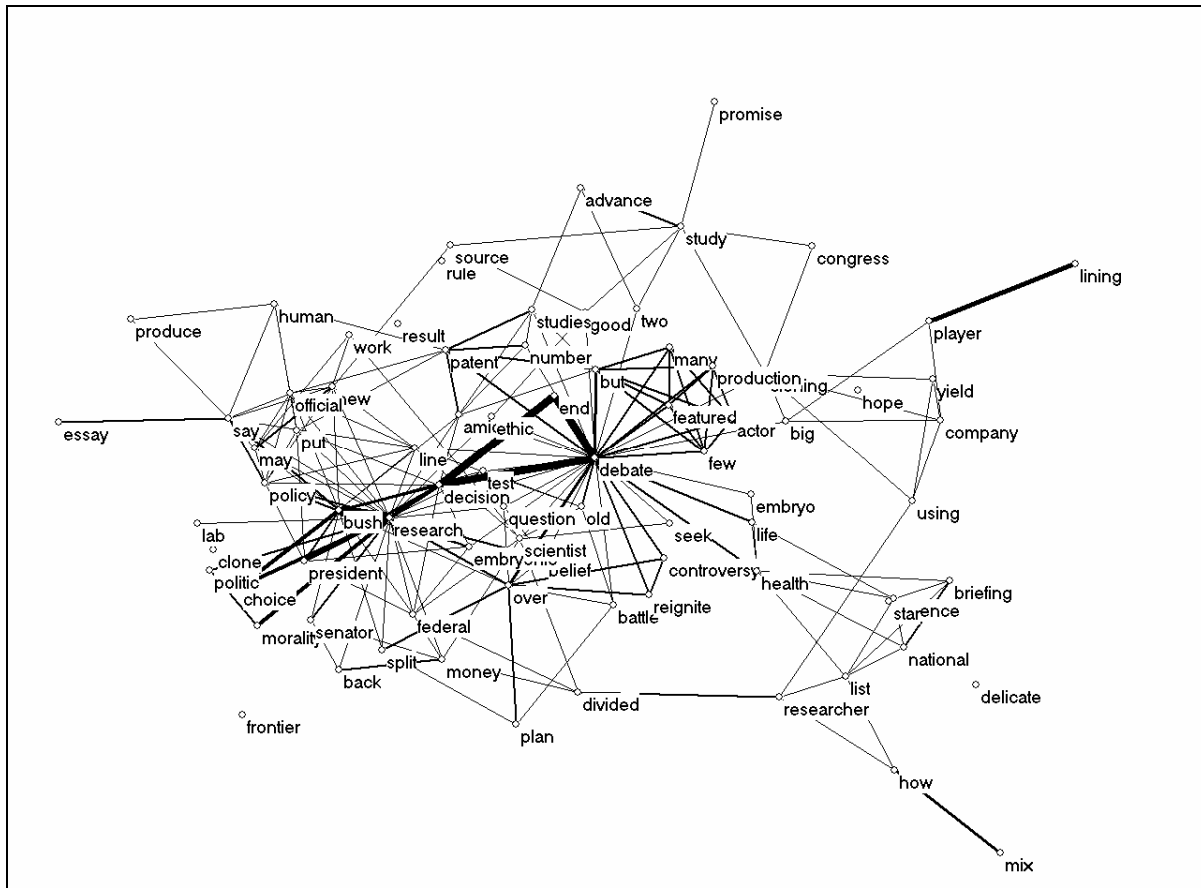 promise
advance
study
source
congress
rule
lining
human
produce
player
result
studies
good
two
work
patent
number
many
but
production
yield
official
new
end
featured
hope
essay
say
ethic
actor
big
company
put
may
line
few
debate
policy
decision
test
embryo
bush
question
old
using
research
life
lab
seek
scientist
clone
president
belief
controversy
health
politic
over
briefing
choice
reignite
morality
senator
federal
battle
national
split
back
money
list
delicate
divided
researcher
frontier
plan
how
mix